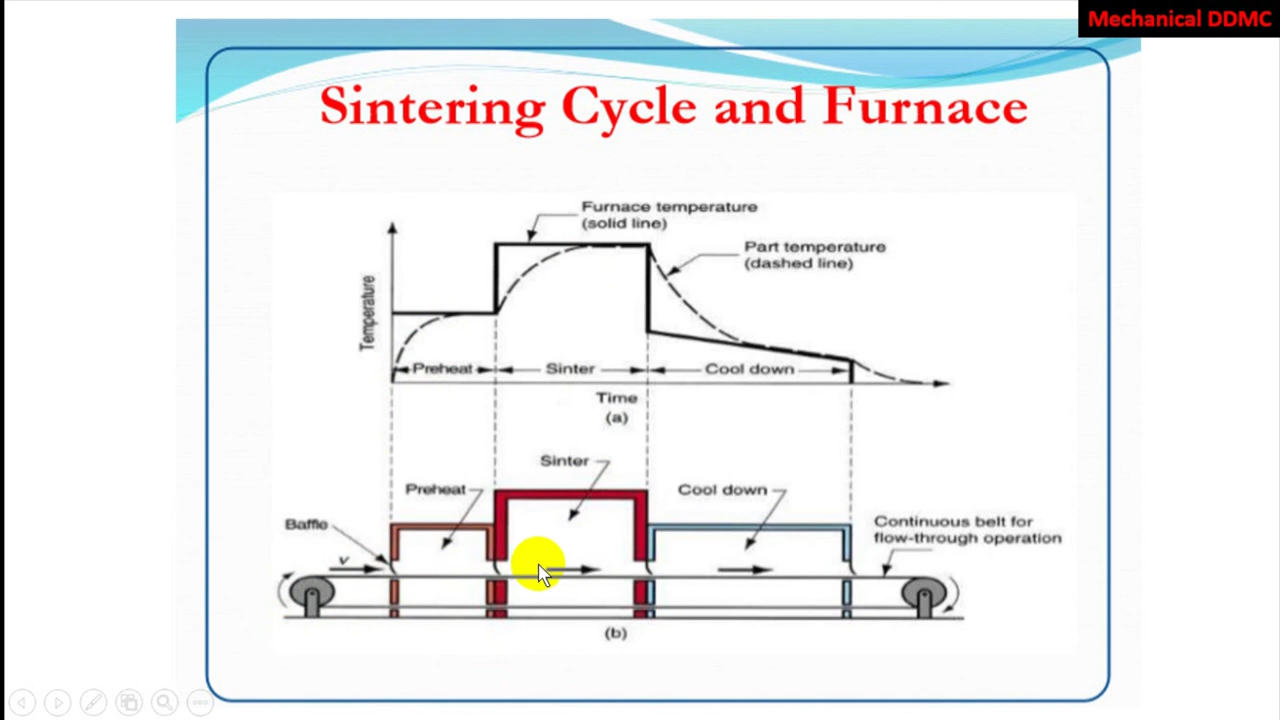 Mechanical DDMC
Sintering Cycle and Furnace
Furnace temperature
(solid line)
Part temperature
(dashed line)
Temperature
Preheat
Sinter
Cool down
Time
(a)
Sinter
Preheat
Cool down
Baffle
Continuous belt for
flow-through operation
v
(b)